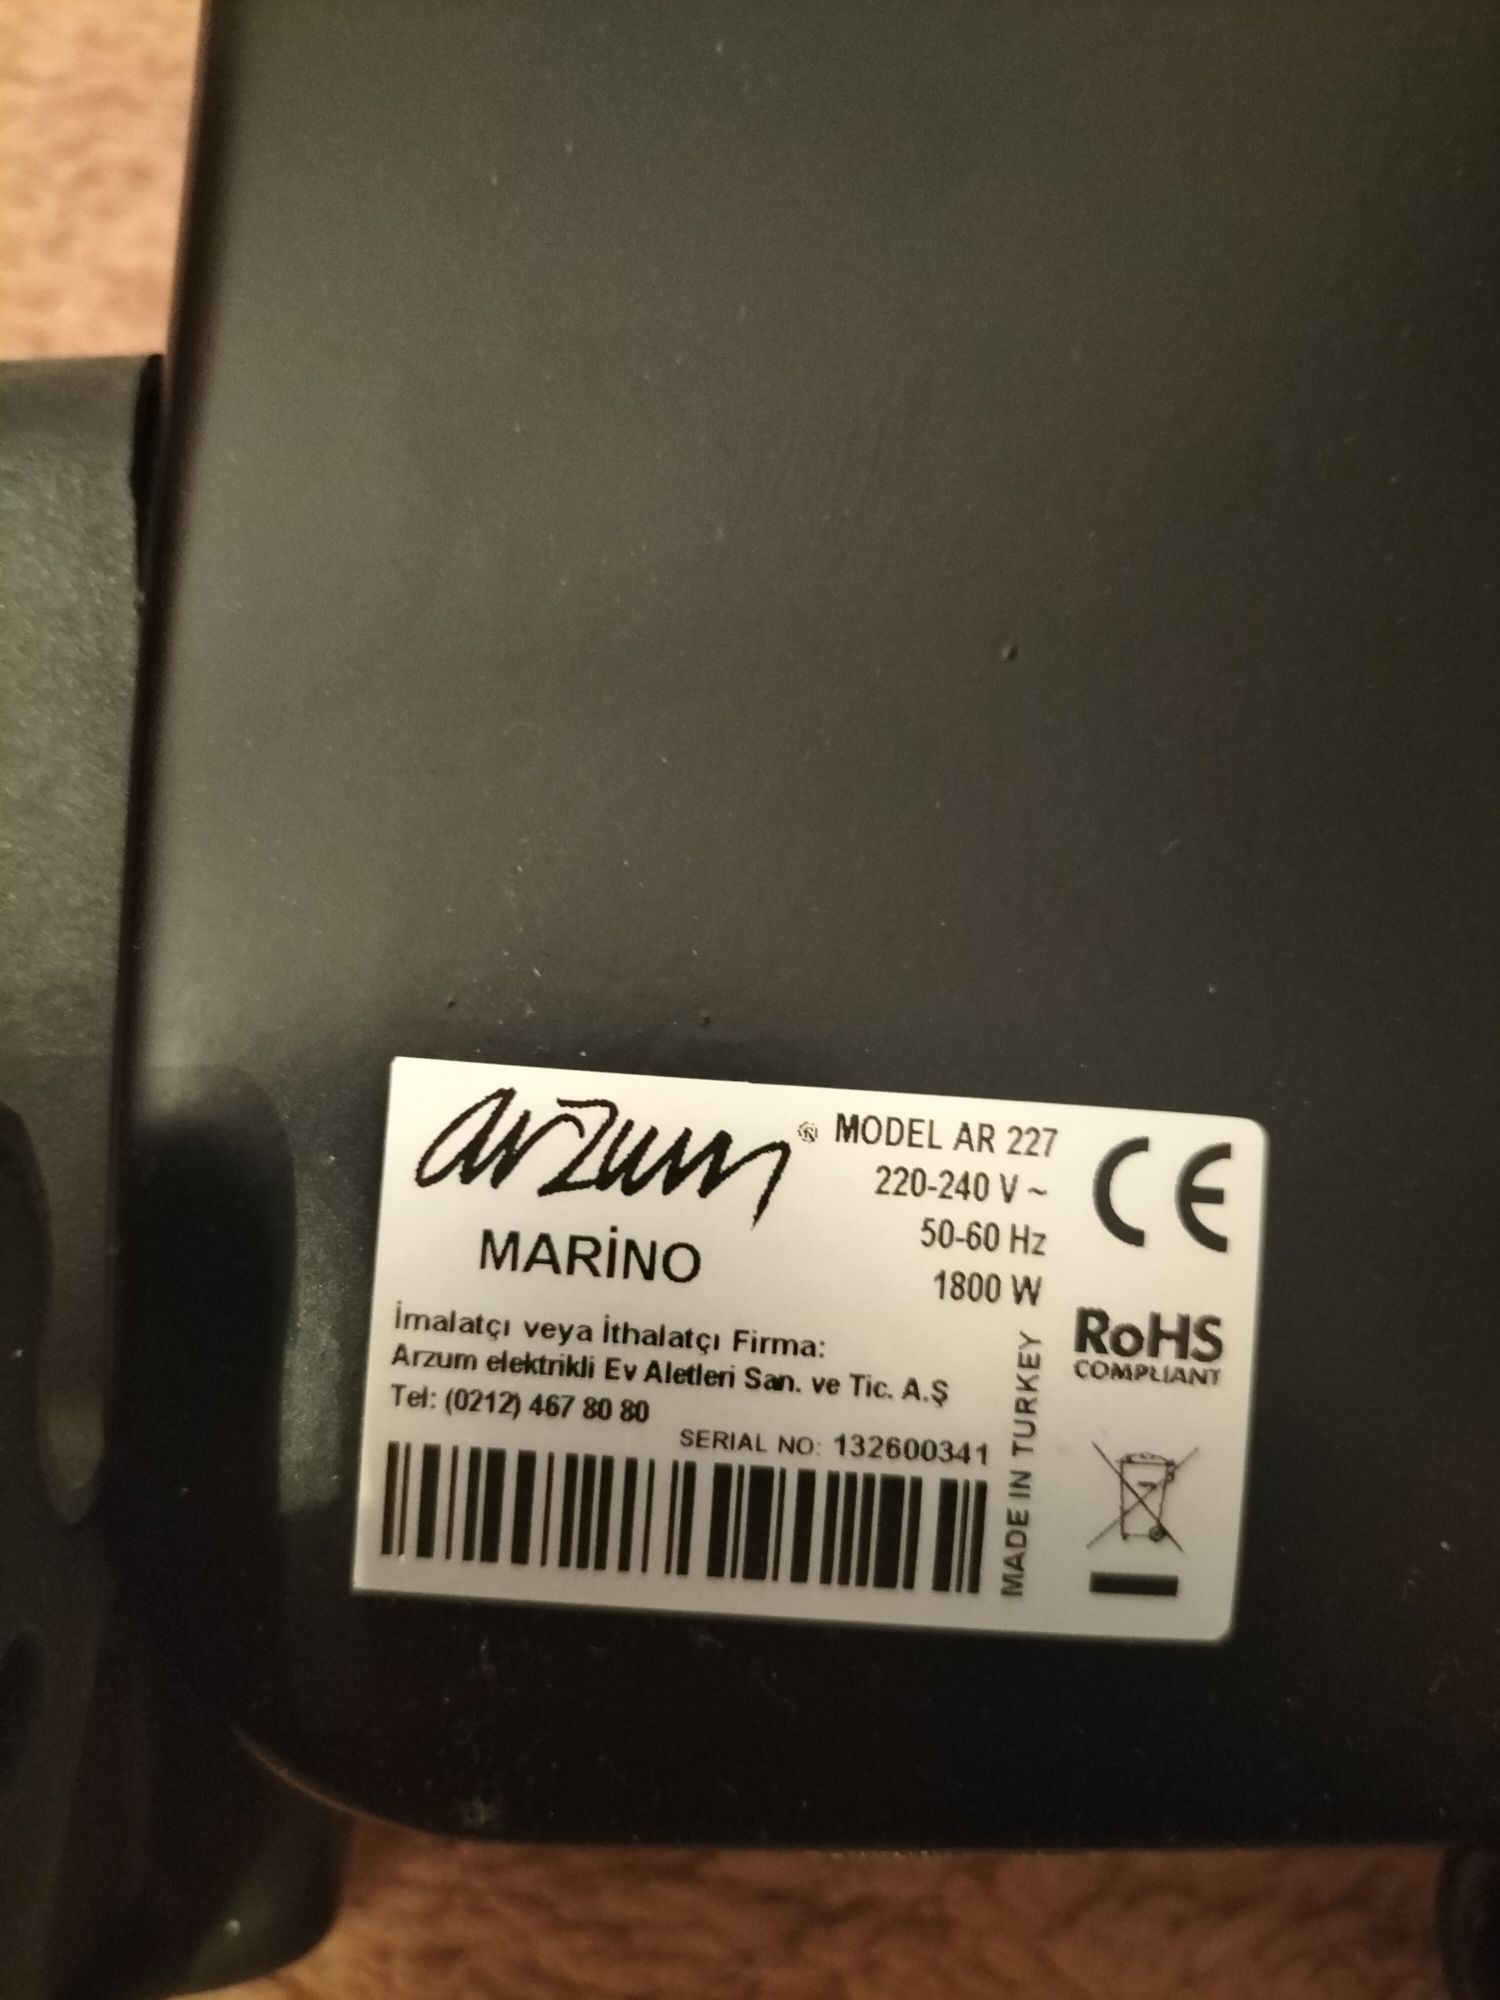 arzum ® MODEL AR 227
220-240 V ~
50-60 Hz
1800 W
MARİNO
CE
RoHS
COMPLIANT
İmalatçı veya İthalatçı Firma:
Arzum elektrikli Ev Aletleri San. ve Tic. A.Ş
Tel: (0212) 467 80 80
SERIAL NO: 132600341
MADE IN TURKEY